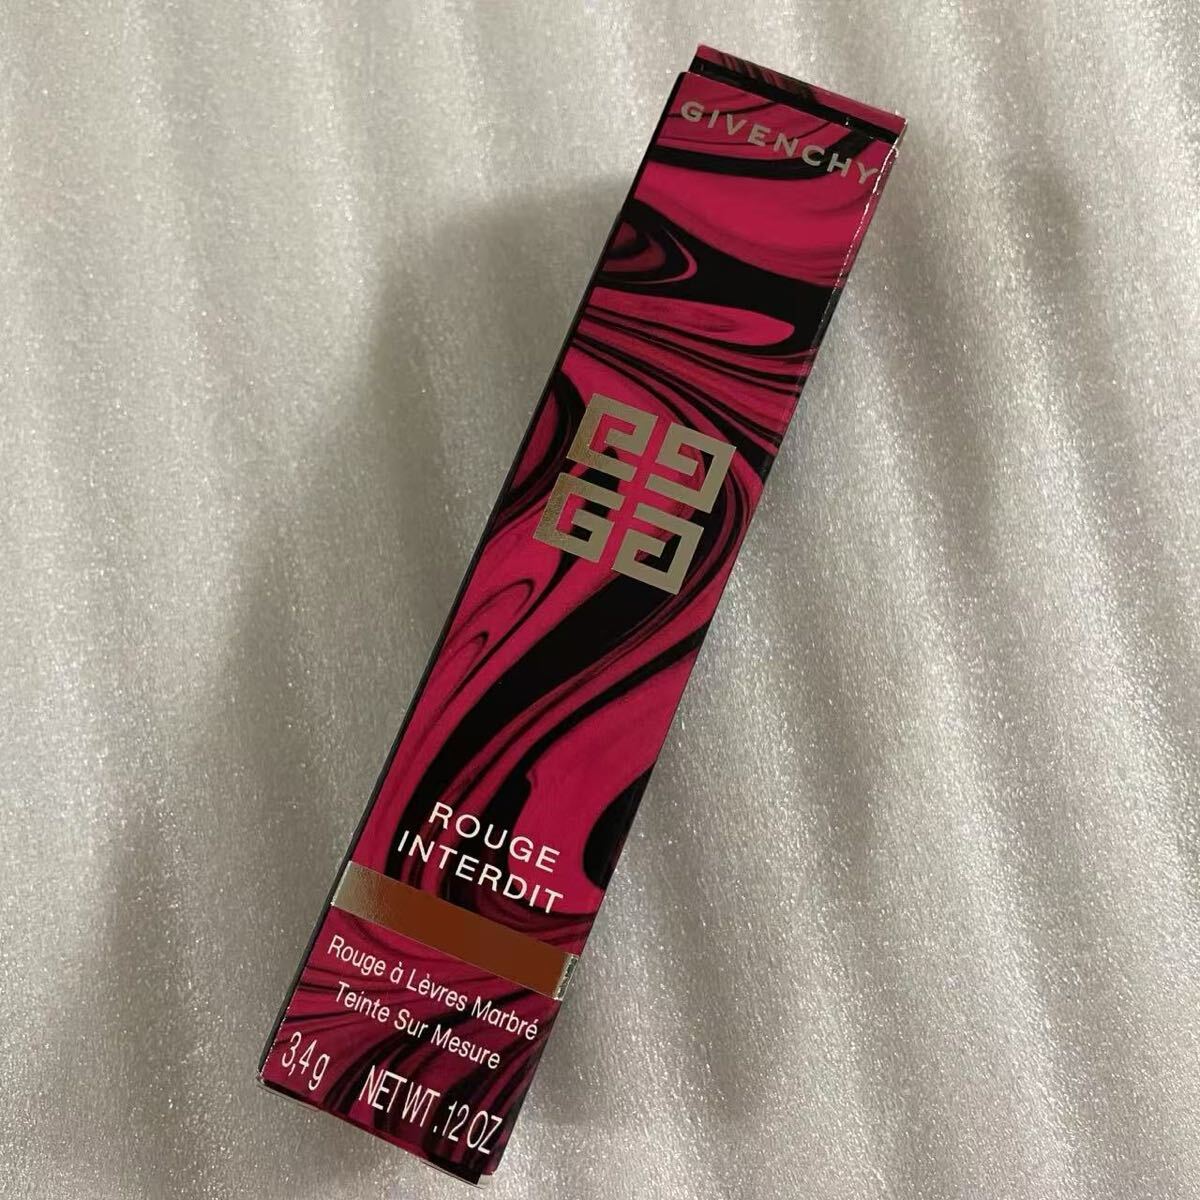 GIVENCHY
ROUGE
INTERDIT
Rouge à Lèvres Marbré
Teinte Sur Mesure
3,4 g NET WT. .12 OZ